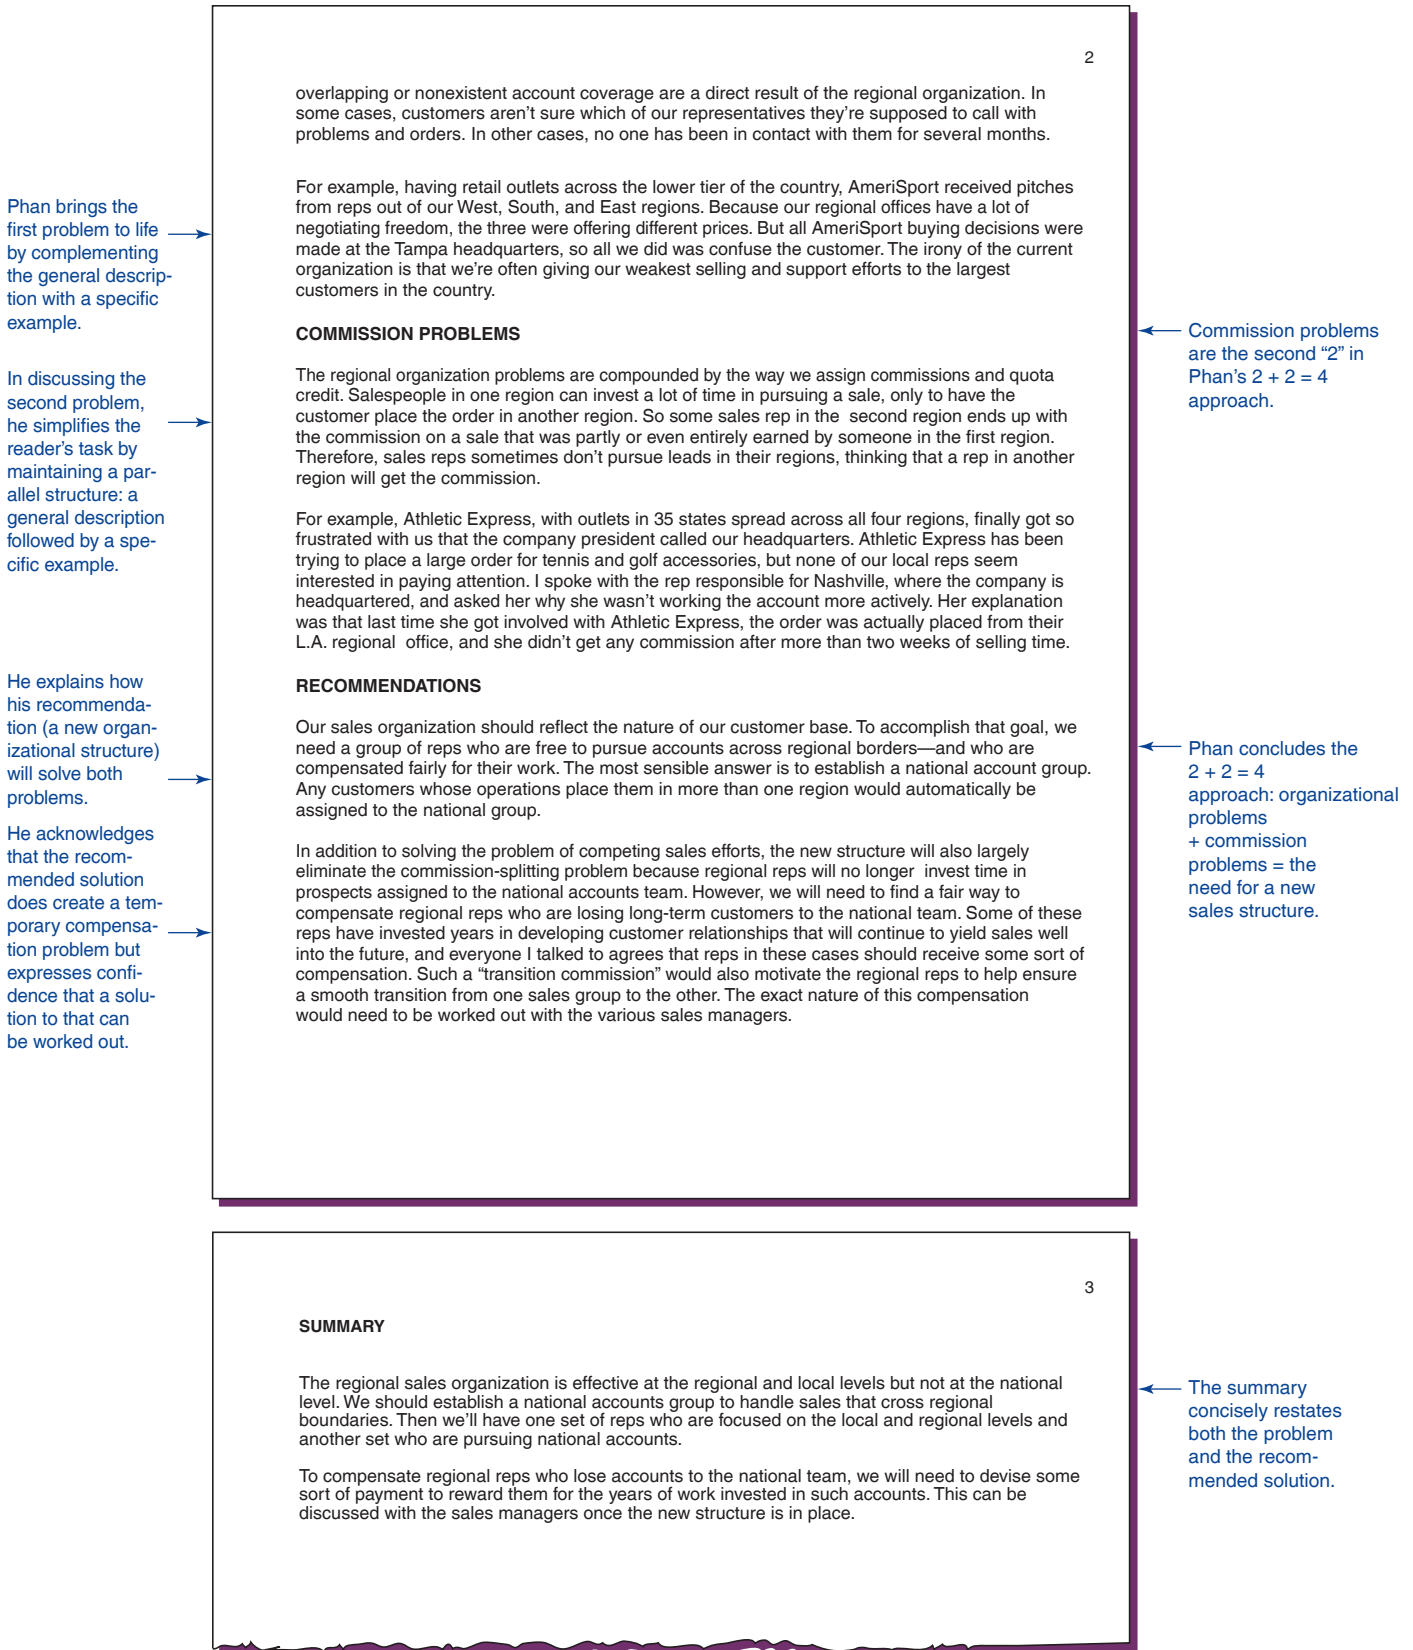 2
overlapping or nonexistent account coverage are a direct result of the regional organization. In
some cases, customers aren't sure which of our representatives they're supposed to call with
problems and orders. In other cases, no one has been in contact with them for several months.
Phan brings the
first problem to life
by complementing
the general descrip-
tion with a specific
example.
For example, having retail outlets across the lower tier of the country, AmeriSport received pitches
from reps out of our West, South, and East regions. Because our regional offices have a lot of
negotiating freedom, the three were offering different prices. But all AmeriSport buying decisions were
made at the Tampa headquarters, so all we did was confuse the customer. The irony of the current
organization is that we're often giving our weakest selling and support efforts to the largest
customers in the country.
COMMISSION PROBLEMS
Commission problems
are the second “2” in
Phan's 2 + 2 = 4
approach.
In discussing the
second problem,
he simplifies the
reader's task by
maintaining a par-
allel structure: a
general description
followed by a spe-
cific example.
The regional organization problems are compounded by the way we assign commissions and quota
credit. Salespeople in one region can invest a lot of time in pursuing a sale, only to have the
customer place the order in another region. So some sales rep in the second region ends up with
the commission on a sale that was partly or even entirely earned by someone in the first region.
Therefore, sales reps sometimes don't pursue leads in their regions, thinking that a rep in another
region will get the commission.
For example, Athletic Express, with outlets in 35 states spread across all four regions, finally got so
frustrated with us that the company president called our headquarters. Athletic Express has been
trying to place a large order for tennis and golf accessories, but none of our local reps seem
interested in paying attention. I spoke with the rep responsible for Nashville, where the company is
headquartered, and asked her why she wasn't working the account more actively. Her explanation
was that last time she got involved with Athletic Express, the order was actually placed from their
L.A. regional office, and she didn't get any commission after more than two weeks of selling time.
RECOMMENDATIONS
He explains how
his recommenda-
tion (a new organ-
izational structure)
will solve both
problems.
Our sales organization should reflect the nature of our customer base. To accomplish that goal, we
need a group of reps who are free to pursue accounts across regional borders—and who are
compensated fairly for their work. The most sensible answer is to establish a national account group.
Any customers whose operations place them in more than one region would automatically be
assigned to the national group.
Phan concludes the
2 + 2 = 4
approach: organizational
problems
+ commission
problems = the
need for a new
sales structure.
He acknowledges
that the recom-
mended solution
does create a tem-
porary compensa-
tion problem but
expresses confi-
dence that a solu-
tion to that can
be worked out.
In addition to solving the problem of competing sales efforts, the new structure will also largely
eliminate the commission-splitting problem because regional reps will no longer invest time in
prospects assigned to the national accounts team. However, we will need to find a fair way to
compensate regional reps who are losing long-term customers to the national team. Some of these
reps have invested years in developing customer relationships that will continue to yield sales well
into the future, and everyone I talked to agrees that reps in these cases should receive some sort of
compensation. Such a “transition commission” would also motivate the regional reps to help ensure
a smooth transition from one sales group to the other. The exact nature of this compensation
would need to be worked out with the various sales managers.
3
SUMMARY
The regional sales organization is effective at the regional and local levels but not at the national
level. We should establish a national accounts group to handle sales that cross regional
boundaries. Then we'll have one set of reps who are focused on the local and regional levels and
another set who are pursuing national accounts.
The summary
concisely restates
both the problem
and the recom-
mended solution.
To compensate regional reps who lose accounts to the national team, we will need to devise some
sort of payment to reward them for the years of work invested in such accounts. This can be
discussed with the sales managers once the new structure is in place.